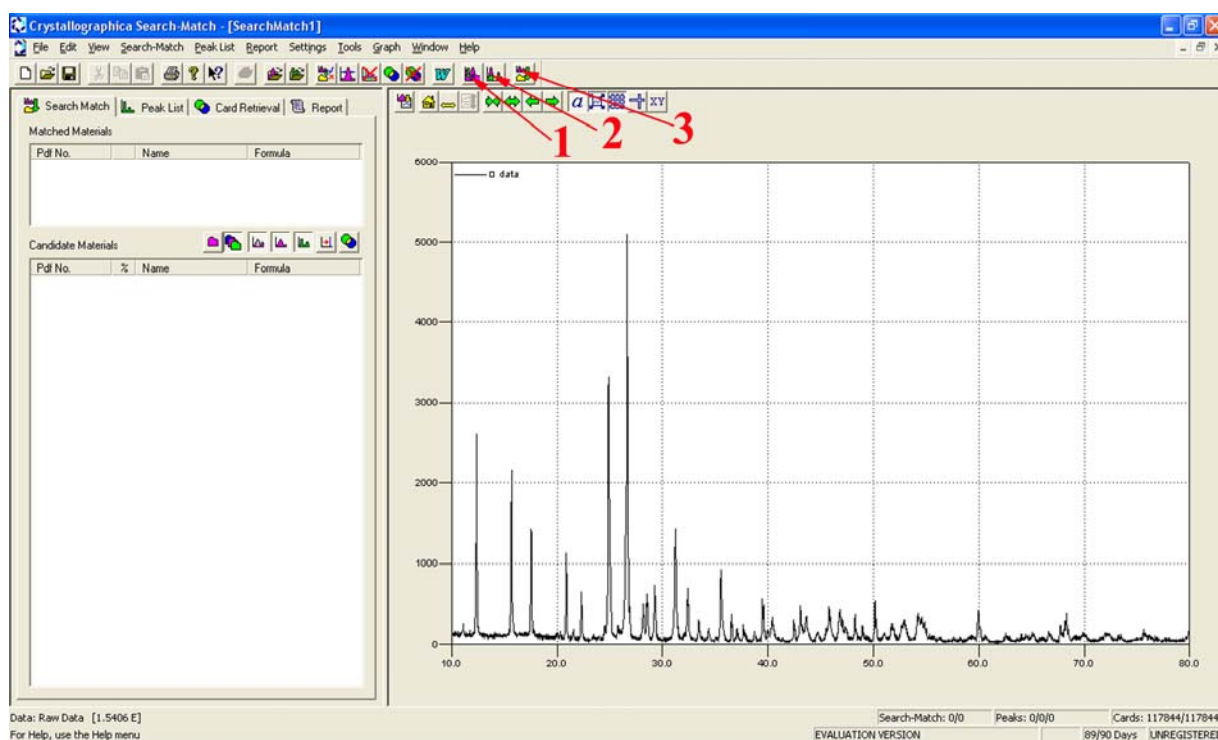 Crystallographica Search-Match - [SearchMatch1]
File Edit View Search-Match Peak List Report Settings Tools Graph Window Help
W
Search Match Peak List Card Retrieval Report
a XY
1 2 3
Matched Materials
Pdf No. Name Formula
Candidate Materials
Pdf No. % Name Formula
data
6000
5000
4000
3000
2000
1000
0
10.0 20.0 30.0 40.0 50.0 60.0 70.0 80.0
Data: Raw Data [1.5406 E] Search-Match: 0/0 Peaks: 0/0/0 Cards: 117844/117844
For Help, use the Help menu EVALUATION VERSION 89/90 Days UNREGISTERED